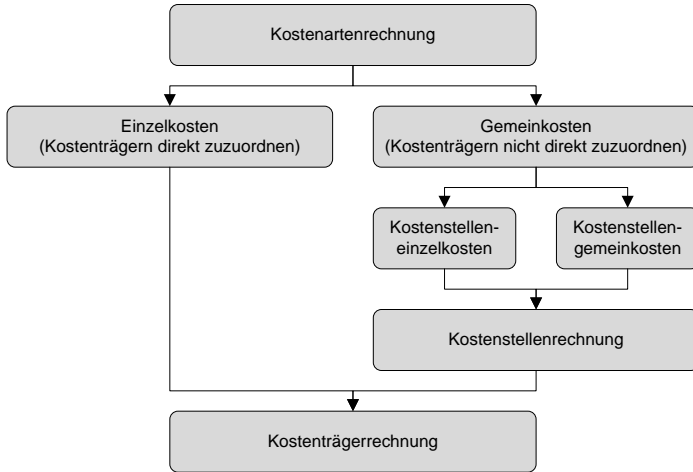 Kostenartenrechnung
Einzelkosten
(Kostenträgern direkt zuzuordnen)
Gemeinkosten
(Kostenträgern nicht direkt zuzuordnen)
Kostenstellen-
einzelkosten
Kostenstellen-
gemeinkosten
Kostenstellenrechnung
Kostenträgerrechnung